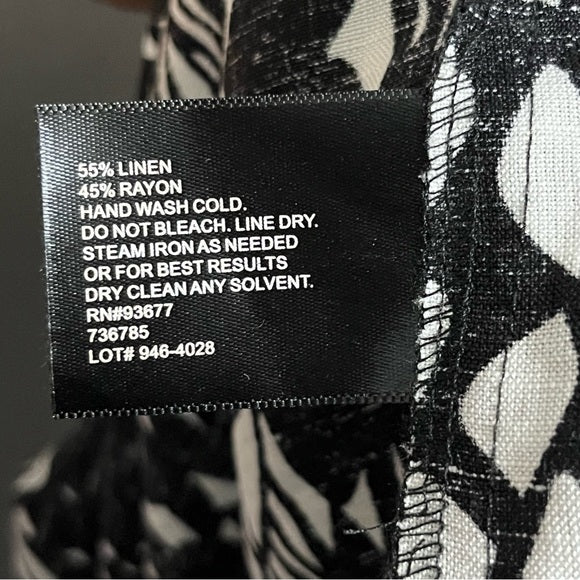 55% LINEN
45% RAYON
HAND WASH COLD.
DO NOT BLEACH. LINE DRY.
STEAM IRON AS NEEDED
OR FOR BEST RESULTS
DRY CLEAN ANY SOLVENT.
RN#93677
736785
LOT# 946-4028